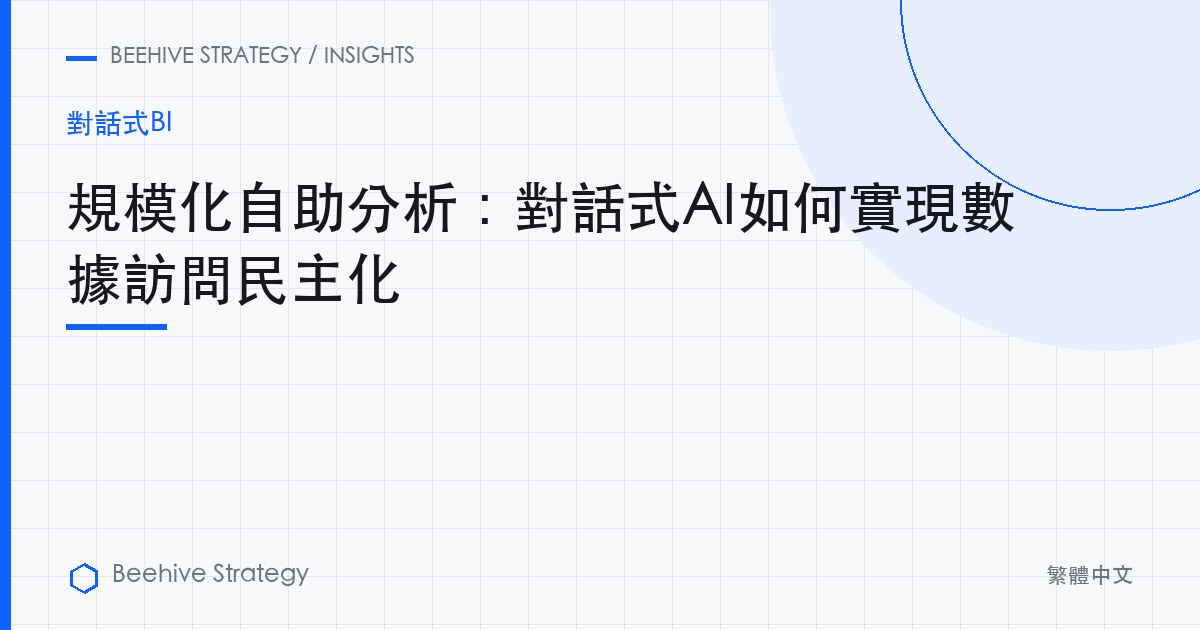 BEEHIVE STRATEGY / INSIGHTS
對話式BI
規模化自助分析：對話式AI如何實現數
據訪問民主化
Beehive Strategy
繁體中文